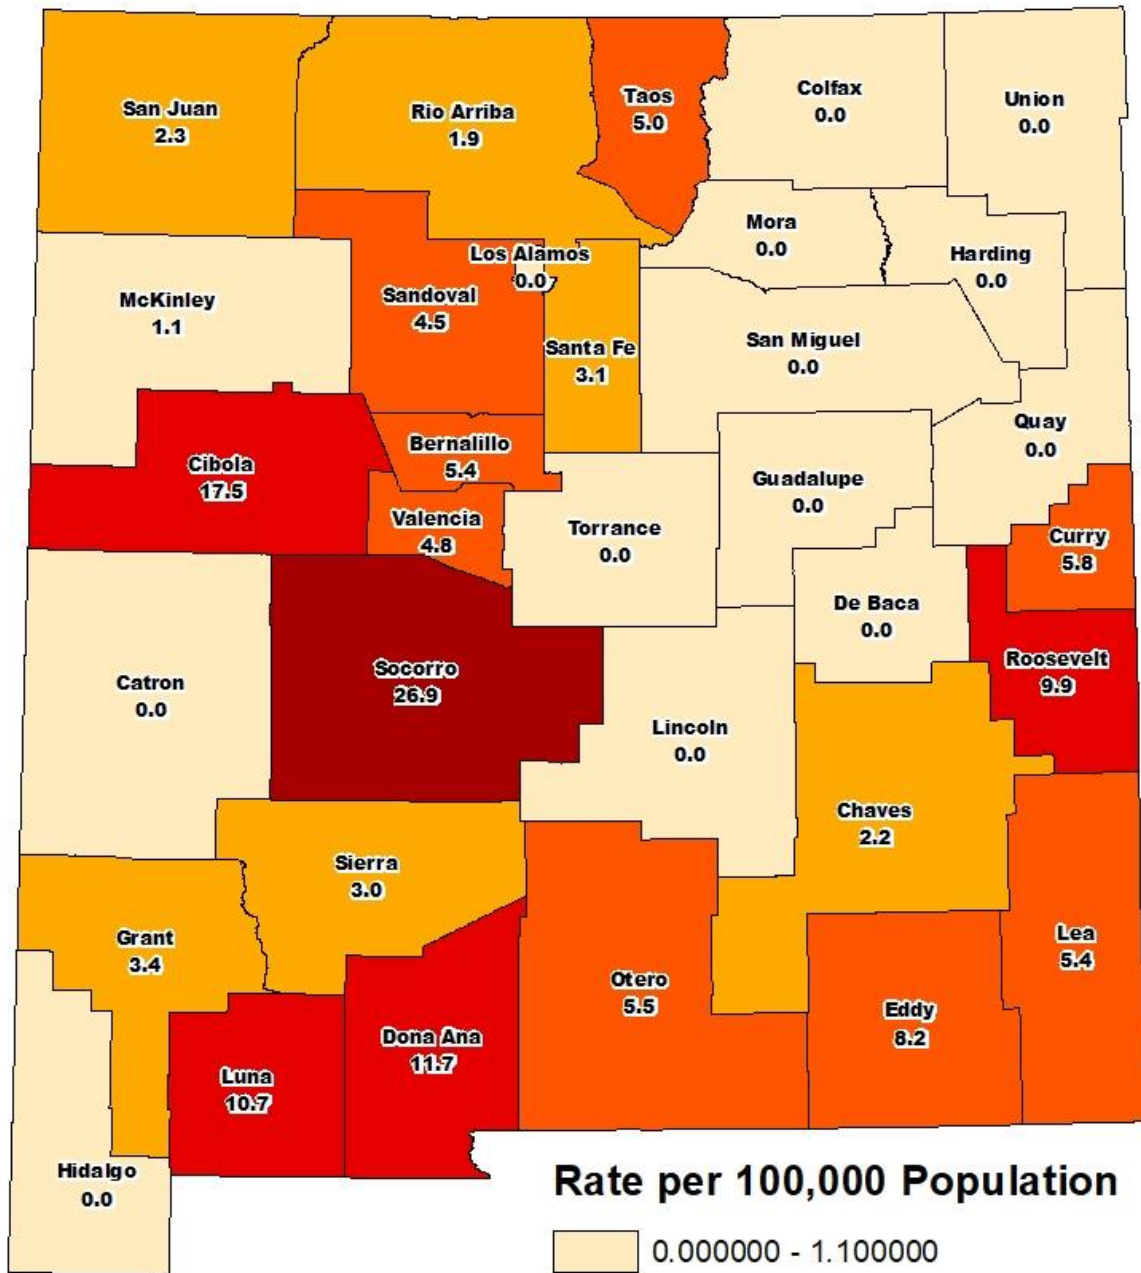 San Juan
2.3
Rio Arriba
1.9
Taos
5.0
Colfax
0.0
Union
0.0
Mora
0.0
Harding
0.0
Los Alamos
0.0
McKinley
1.1
Sandoval
4.5
Santa Fe
3.1
San Miguel
0.0
Quay
0.0
Cibola
17.5
Bernalillo
5.4
Guadalupe
0.0
Valencia
4.8
Torrance
0.0
Curry
5.8
De Baca
0.0
Catron
0.0
Socorro
26.9
Roosevelt
9.9
Lincoln
0.0
Chaves
2.2
Sierra
3.0
Grant
3.4
Lea
5.4
Otero
5.5
Eddy
8.2
Dona Ana
11.7
Luna
10.7
Hidalgo
0.0
Rate per 100,000 Population
0.000000 - 1.100000